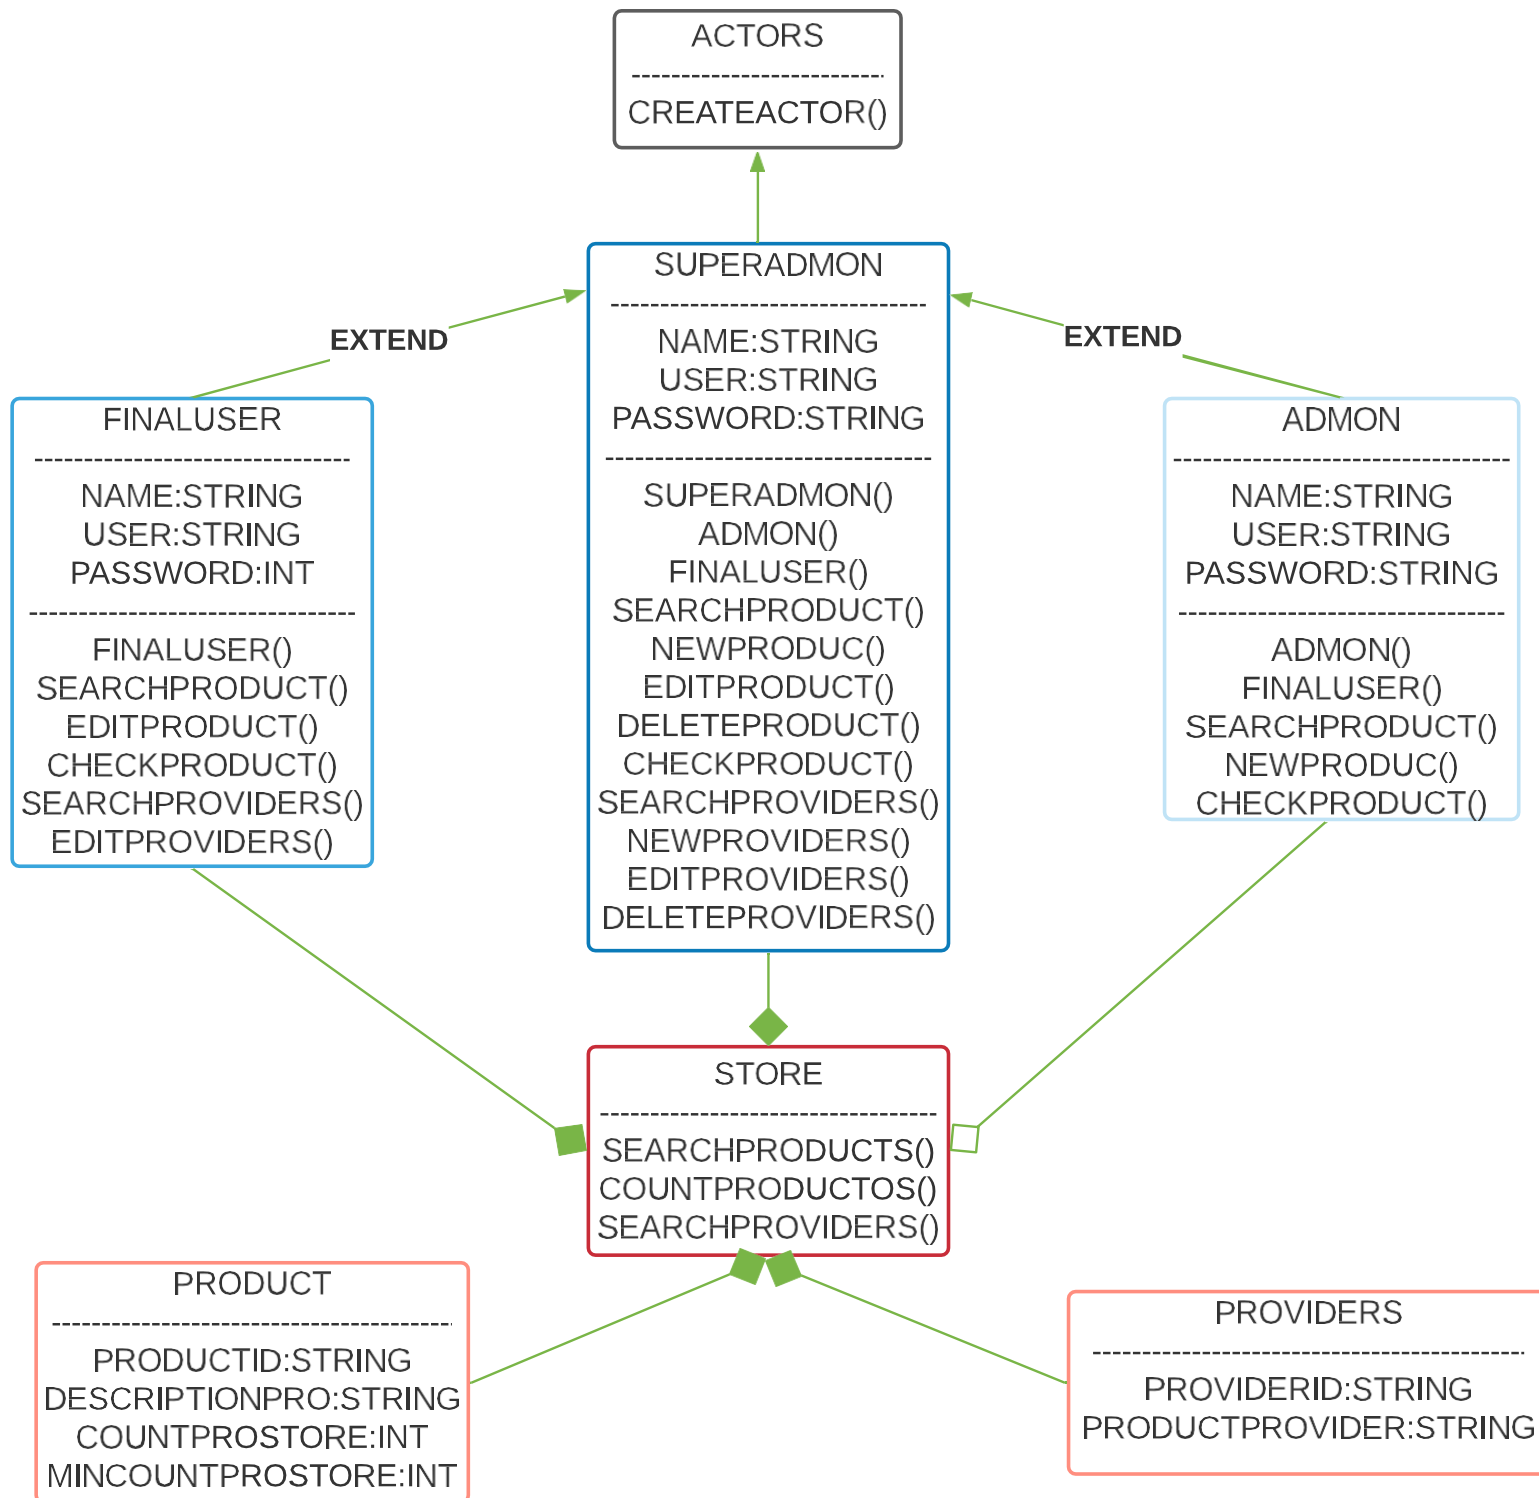 ACTORS
CREATEACTOR()
SUPERADMON
NAME:STRING
USER:STRING
PASSWORD:STRING
SUPERADMON()
ADMON()
FINALUSER()
SEARCHPRODUCT()
NEWPRODUC()
EDITPRODUCT()
DELETEPRODUCT()
CHECKPRODUCT()
SEARCHPROVIDERS()
NEWPROVIDERS()
EDITPROVIDERS()
DELETEPROVIDERS()
EXTEND
EXTEND
FINALUSER
NAME:STRING
USER:STRING
PASSWORD:INT
FINALUSER()
SEARCHPRODUCT()
EDITPRODUCT()
CHECKPRODUCT()
SEARCHPROVIDERS()
EDITPROVIDERS()
ADMON
NAME:STRING
USER:STRING
PASSWORD:STRING
ADMON()
FINALUSER()
SEARCHPRODUCT()
NEWPRODUC()
CHECKPRODUCT()
STORE
SEARCHPRODUCTS()
COUNTPRODUCTOS()
SEARCHPROVIDERS()
PRODUCT
PRODUCTID:STRING
DESCRIPTIONPRO:STRING
COUNTPROSTORE:INT
MINCOUNTPROSTORE:INT
PROVIDERS
PROVIDERID:STRING
PRODUCTPROVIDER:STRING